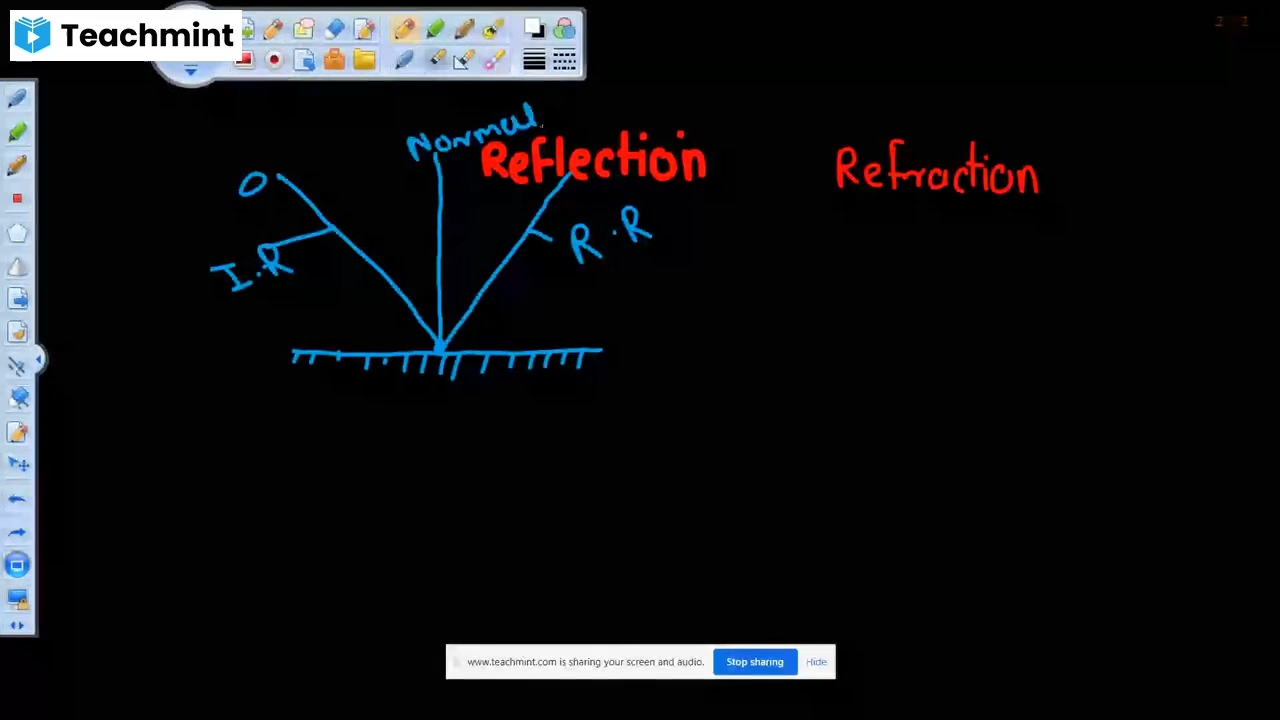 Teachmint
Normal
Reflection
Refraction
O
I.R
R.R
www.teachmint.com is sharing your screen and audio.
Stop sharing
Hide